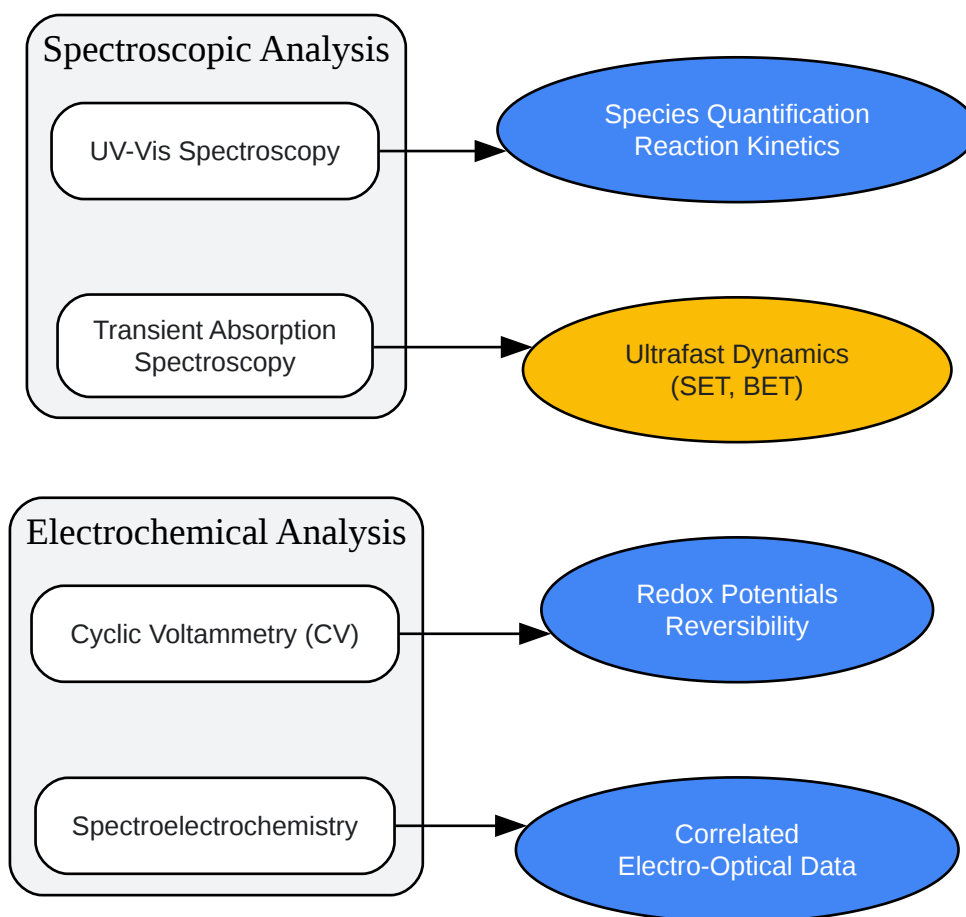 Spectroscopic Analysis
UV-Vis Spectroscopy
Species Quantification
Reaction Kinetics
Transient Absorption
Spectroscopy
Ultrafast Dynamics
(SET, BET)
Electrochemical Analysis
Cyclic Voltammetry (CV)
Redox Potentials
Reversibility
Spectroelectrochemistry
Correlated
Electro-Optical Data